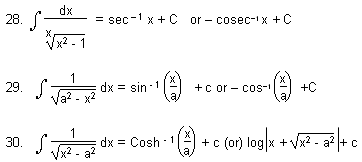 28. ∫ dx / x√(x² - 1) = sec⁻¹ x + C or – cosec⁻¹ x + C
29. ∫ 1 / √(a² - x²) dx = sin⁻¹ (x/a) + c or – cos⁻¹ (x/a) + C
30. ∫ 1 / √(x² - a²) dx = Cosh⁻¹ (x/a) + c (or) log|x + √(x² - a²)| + c